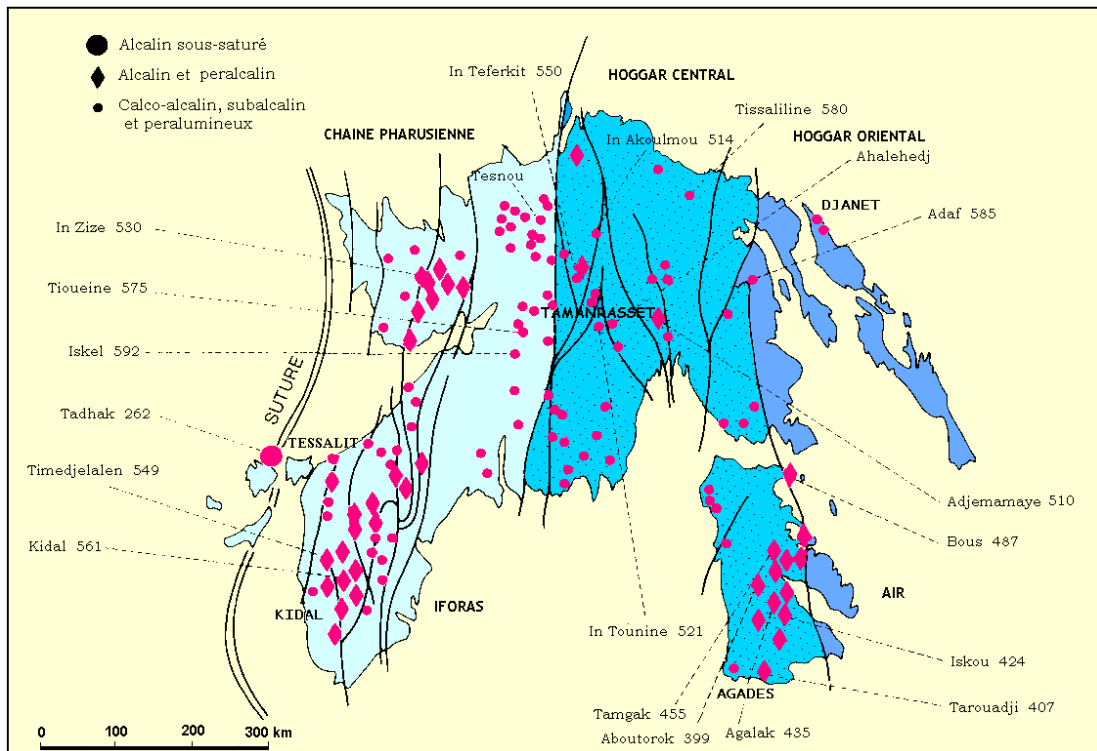 Alcalin sous-saturé
Alcalin et peralcalin
Calco-alcalin, subalcalin
et peralumineux
In Teferkit 550
HOGGAR CENTRAL
Tissaliline 580
CHAINE PHARUSIENNE
In Akoulmou 514
HOGGAR ORIENTAL
Ahalehedj
Tesnou
DJANET
Adaf 585
In Zize 530
Tioueine 575
TAMANRASSET
Iskel 592
SUTURE
Tadhak 262
TESSALIT
Timedjelalen 549
Adjemamaye 510
Bous 487
Kidal 561
KIDAL
IFORAS
AIR
In Tounine 521
Iskou 424
AGADES
Tarouadji 407
Tamgak 455
Aboutorok 399
Agalak 435
0 100 200 300 km